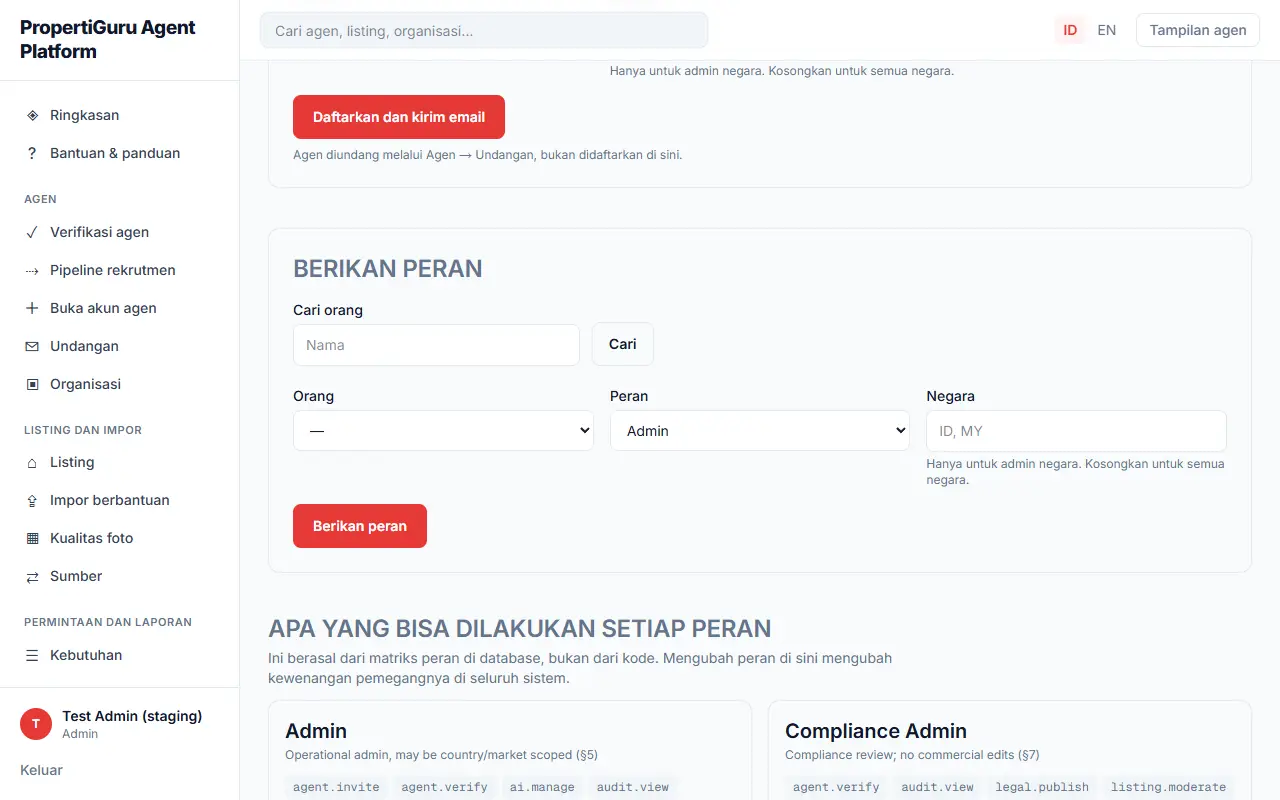 PropertiGuru Agent
Platform
Cari agen, listing, organisasi...
ID
EN
Tampilan agen
Ringkasan
? Bantuan & panduan
AGEN
Verifikasi agen
Pipeline rekrutmen
Buka akun agen
Undangan
Organisasi
LISTING DAN IMPOR
Listing
Impor berbantuan
Kualitas foto
Sumber
PERMINTAAN DAN LAPORAN
Kebutuhan
T
Test Admin (staging)
Admin
Keluar
Hanya untuk admin negara. Kosongkan untuk semua negara.
Daftarkan dan kirim email
Agen diundang melalui Agen → Undangan, bukan didaftarkan di sini.
BERIKAN PERAN
Cari orang
Nama
Cari
Orang
Peran
Negara
—
Admin
ID, MY
Hanya untuk admin negara. Kosongkan untuk semua
negara.
Berikan peran
APA YANG BISA DILAKUKAN SETIAP PERAN
Ini berasal dari matriks peran di database, bukan dari kode. Mengubah peran di sini mengubah
kewenangan pemegangnya di seluruh sistem.
Admin
Operational admin, may be country/market scoped (§5)
agent.invite agent.verify ai.manage audit.view
Compliance Admin
Compliance review; no commercial edits (§7)
agent.verify audit.view legal.publish listing.moderate